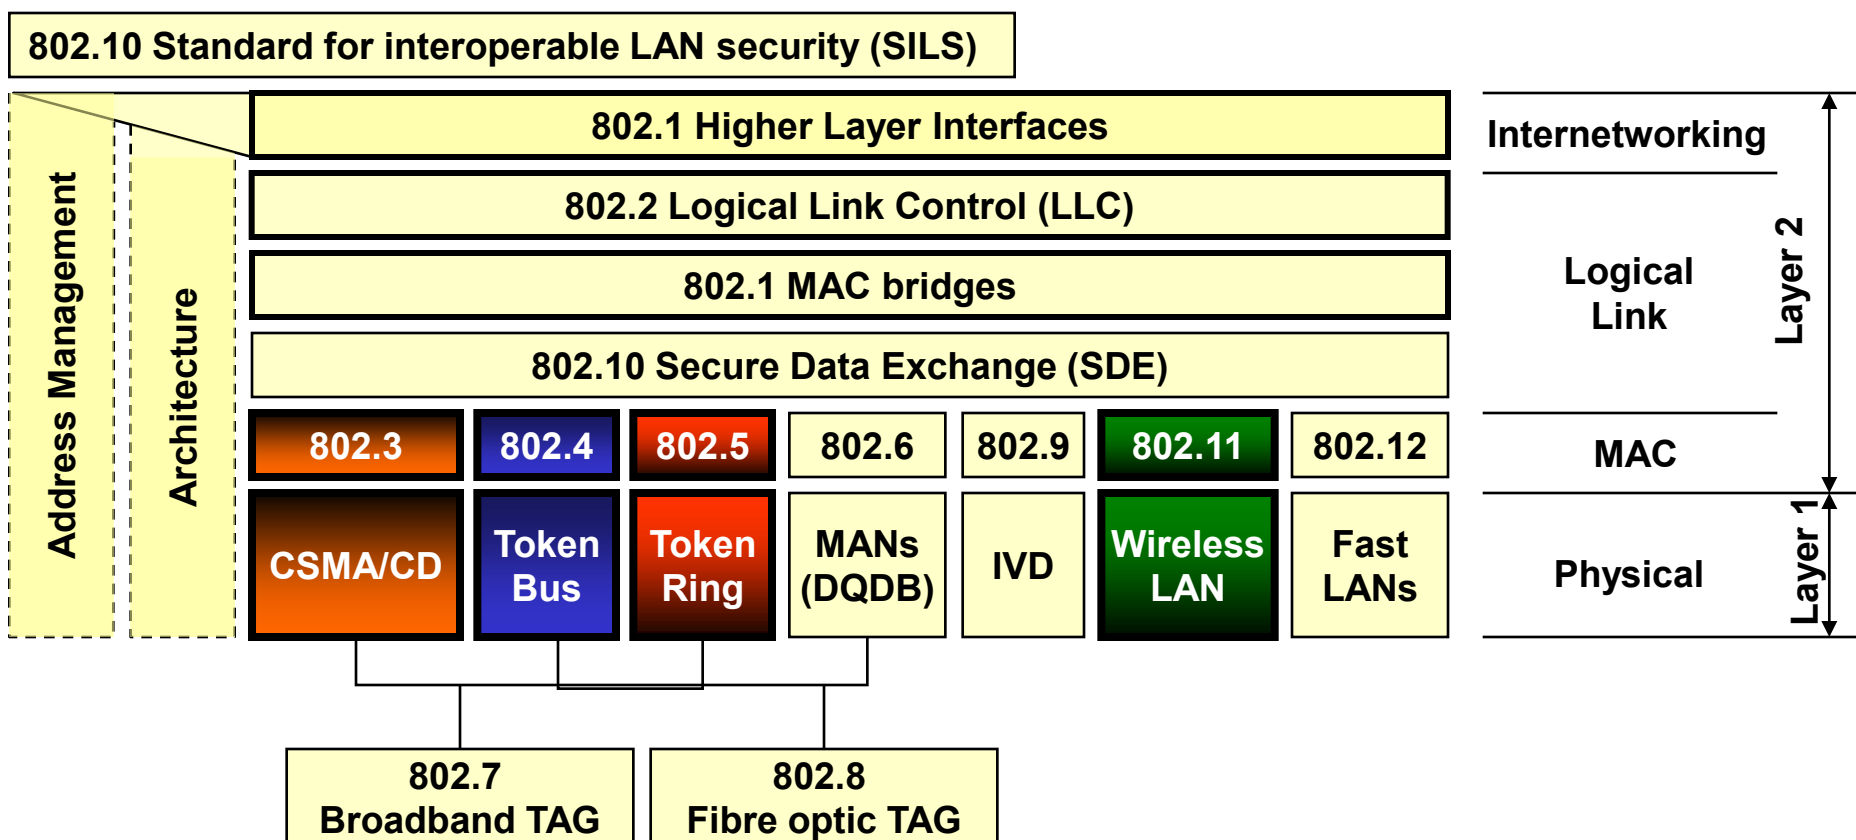 802.10 Standard for interoperable LAN security (SILS)
Address Management
Architecture
802.1 Higher Layer Interfaces
802.2 Logical Link Control (LLC)
802.1 MAC bridges
802.10 Secure Data Exchange (SDE)
802.3
802.4
802.5
802.6
802.9
802.11
802.12
CSMA/CD
Token
Bus
Token
Ring
MANs
(DQDB)
IVD
Wireless
LAN
Fast
LANs
Internetworking
Logical
Link
MAC
Physical
Layer 2
Layer 1
802.7
Broadband TAG
802.8
Fibre optic TAG